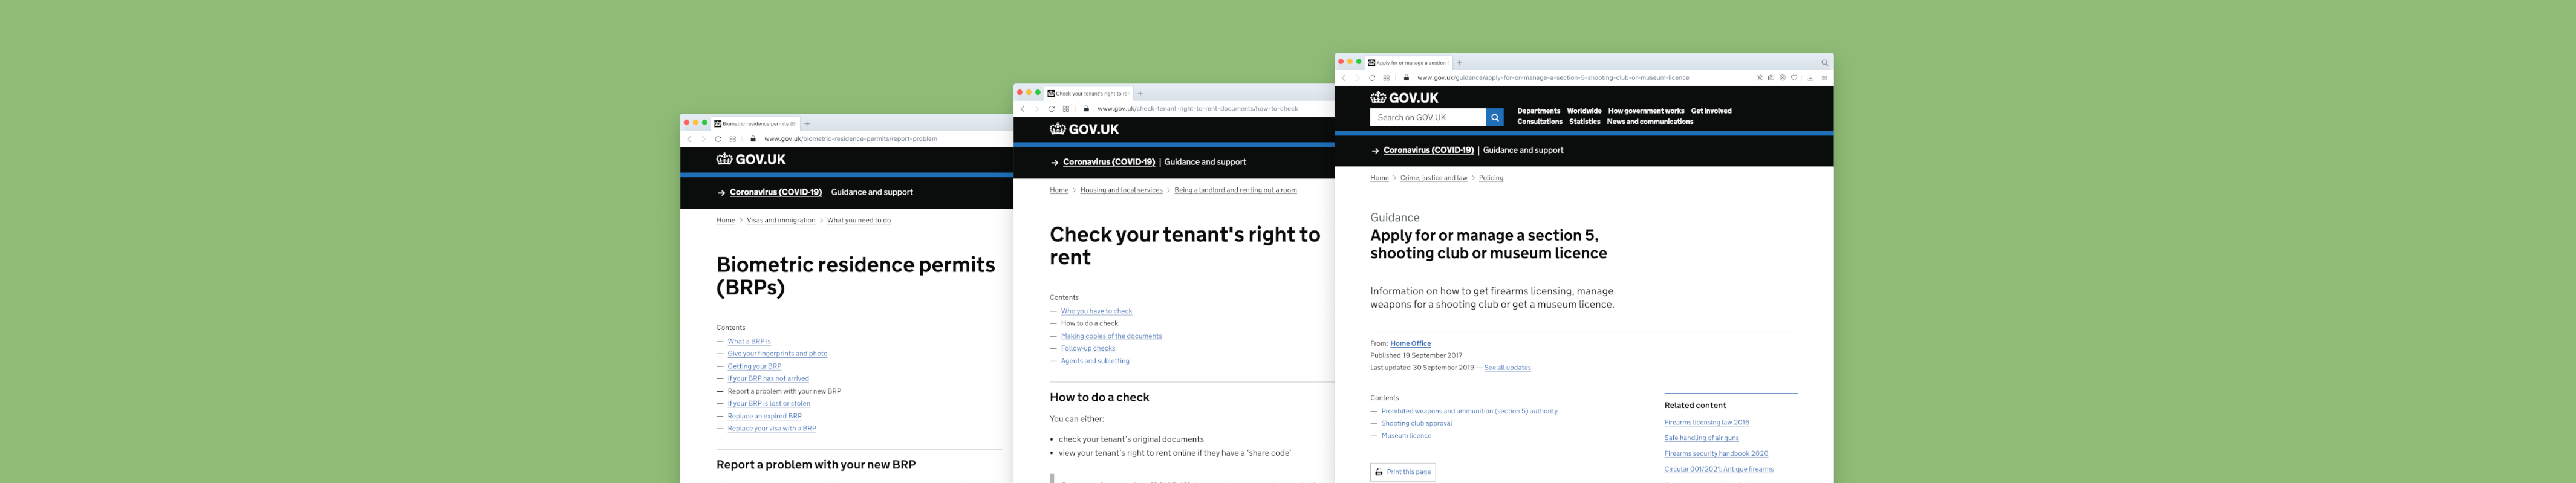 Biometric residence permits (B
www.gov.uk/biometric-residence-permits/report-problem
GOV.UK
Coronavirus (COVID-19) | Guidance and support
Home > Visas and immigration > What you need to do
Biometric residence permits
(BRPs)
Contents
— What a BRP is
— Give your fingerprints and photo
— Getting your BRP
— If your BRP has not arrived
— Report a problem with your new BRP
— If your BRP is lost or stolen
— Replace an expired BRP
— Replace your visa with a BRP
Report a problem with your new BRP
Check your tenant's right to re
www.gov.uk/check-tenant-right-to-rent-documents/how-to-check
GOV.UK
Coronavirus (COVID-19) | Guidance and support
Home > Housing and local services > Being a landlord and renting out a room
Check your tenant's right to
rent
Contents
— Who you have to check
— How to do a check
— Making copies of the documents
— Follow-up checks
— Agents and subletting
How to do a check
You can either:
• check your tenant's original documents
• view your tenant's right to rent online if they have a 'share code'
Apply for or manage a section
www.gov.uk/guidance/apply-for-or-manage-a-section-5-shooting-club-or-museum-licence
GOV.UK
Search on GOV.UK
Departments Worldwide How government works Get involved
Consultations Statistics News and communications
Coronavirus (COVID-19) | Guidance and support
Home > Crime, justice and law > Policing
Guidance
Apply for or manage a section 5,
shooting club or museum licence
Information on how to get firearms licensing, manage
weapons for a shooting club or get a museum licence.
From: Home Office
Published 19 September 2017
Last updated 30 September 2019 — See all updates
Contents
— Prohibited weapons and ammunition (section 5) authority
— Shooting club approval
— Museum licence
Print this page
Related content
Firearms licensing law 2016
Safe handling of air guns
Firearms security handbook 2020
Circular 001/2021: Antique firearms